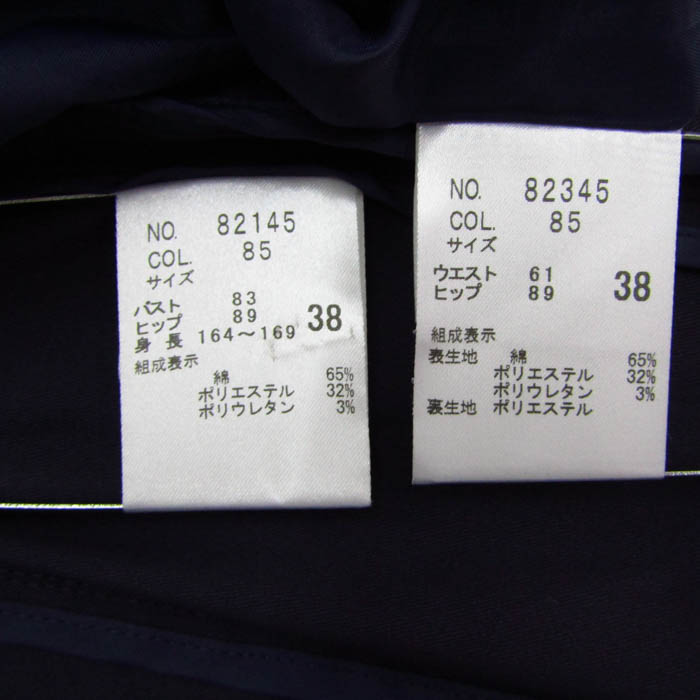 NO. 82145
COL. 85
サイズ
バスト 83
ヒップ 89
身長 164～169
38
組成表示
綿 65%
ポリエステル 32%
ポリウレタン 3%
NO. 82345
COL. 85
サイズ
ウエスト 61
ヒップ 89
38
組成表示
表生地 綿 65%
ポリエステル 32%
ポリウレタン 3%
裏生地 ポリエステル